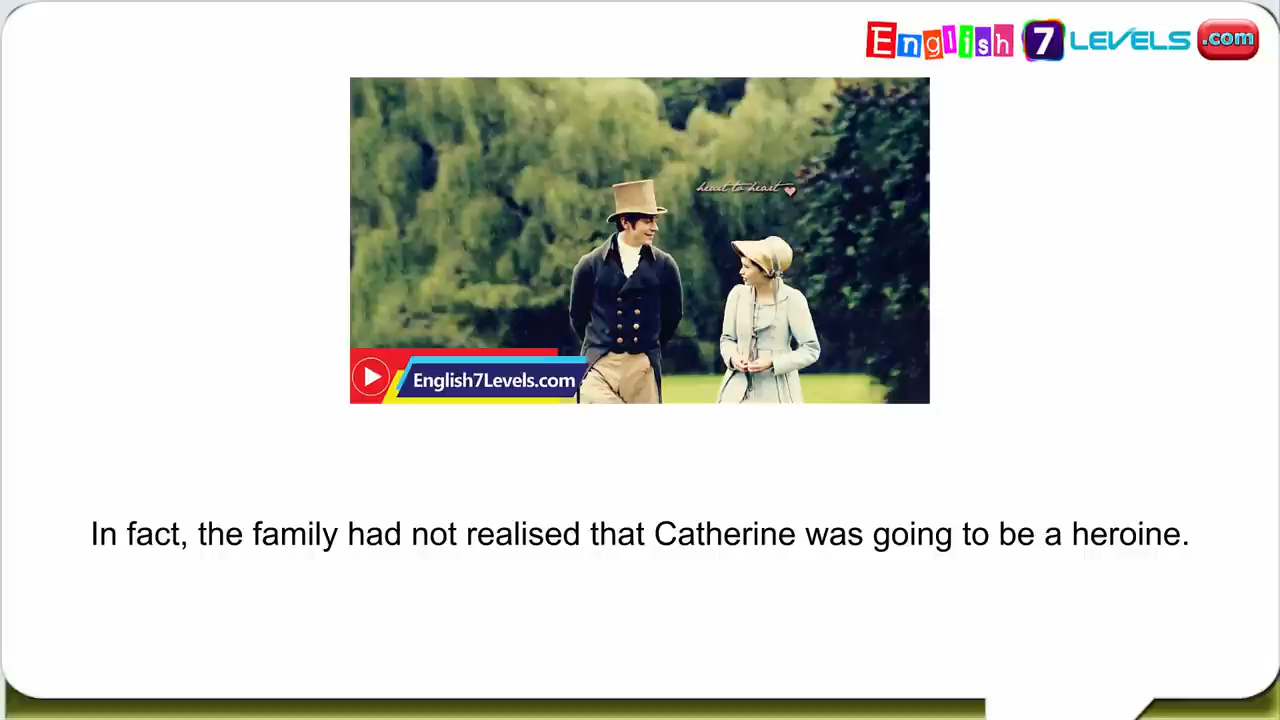 English 7 LEVELS .com
heart to heart
English7Levels.com
In fact, the family had not realised that Catherine was going to be a heroine.